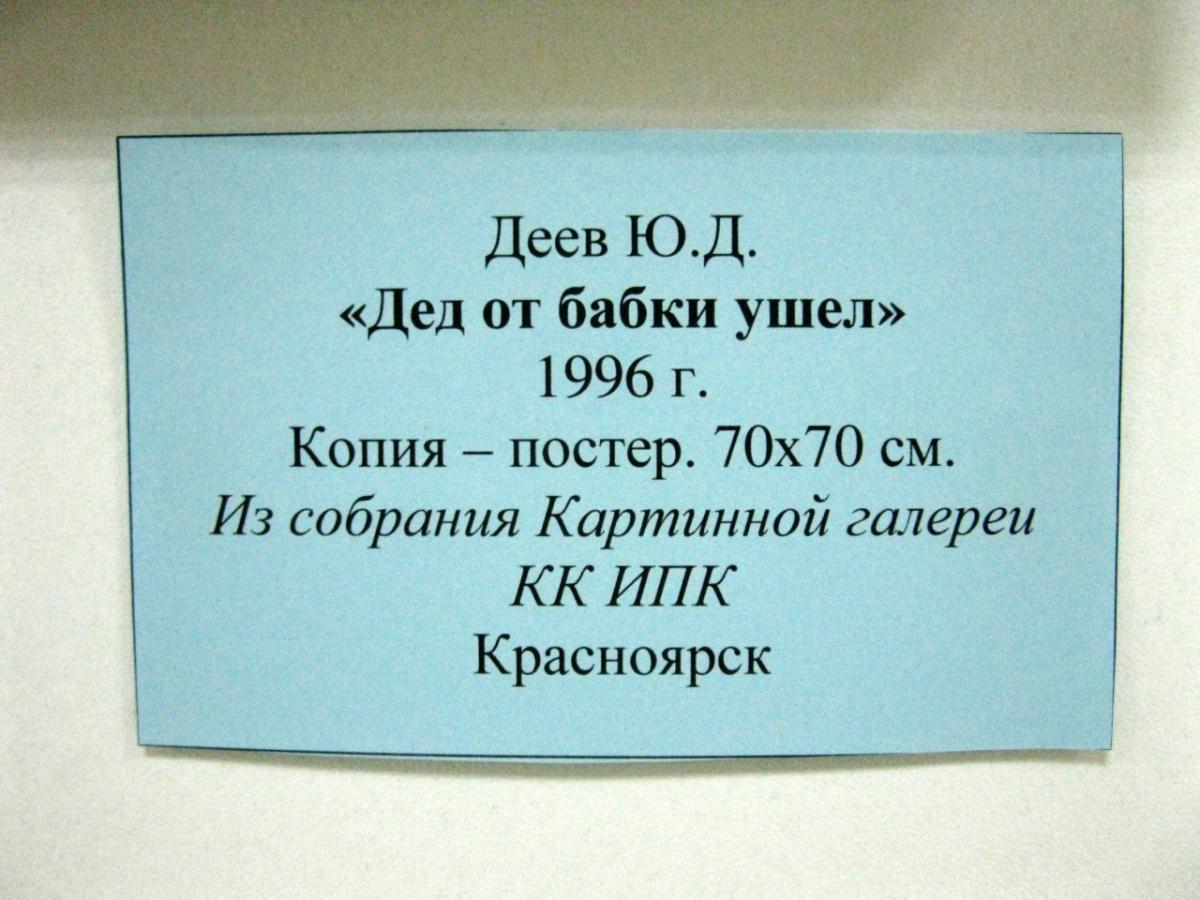 Деев Ю.Д.
«Дед от бабки ушел»
1996 г.
Копия – постер. 70х70 см.
Из собрания Картинной галереи
КК ИПК
Красноярск